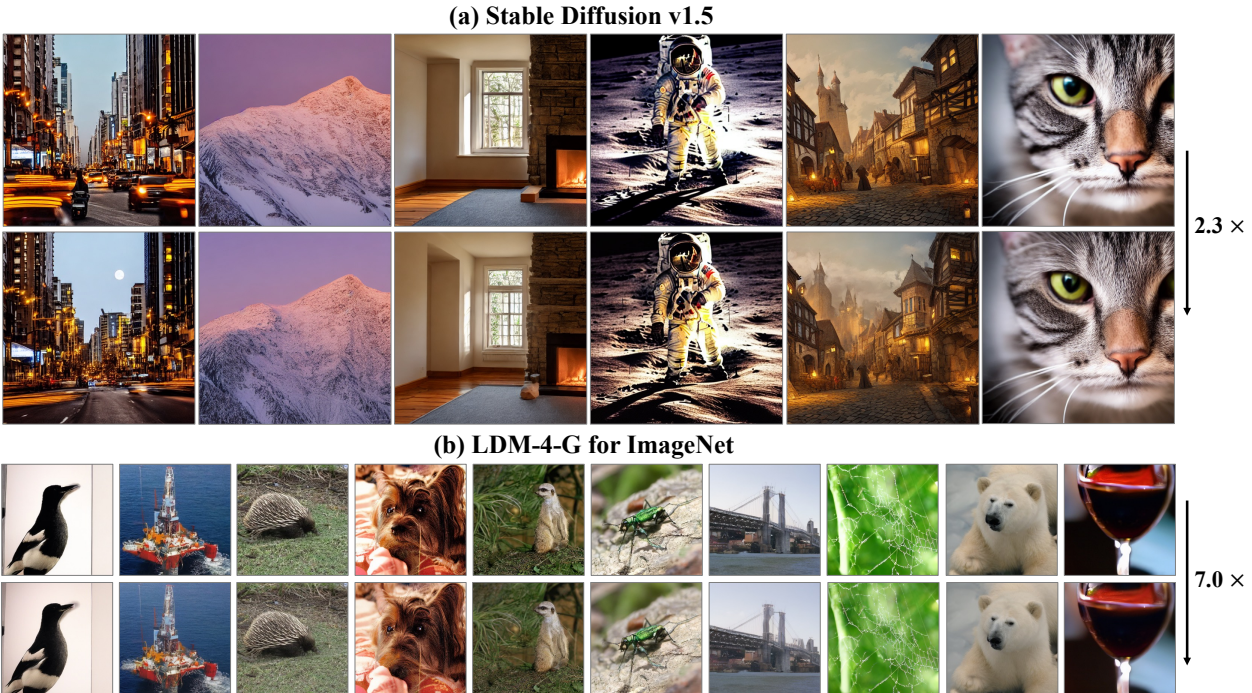 (a) Stable Diffusion v1.5
2.3 ×
(b) LDM-4-G for ImageNet
7.0 ×